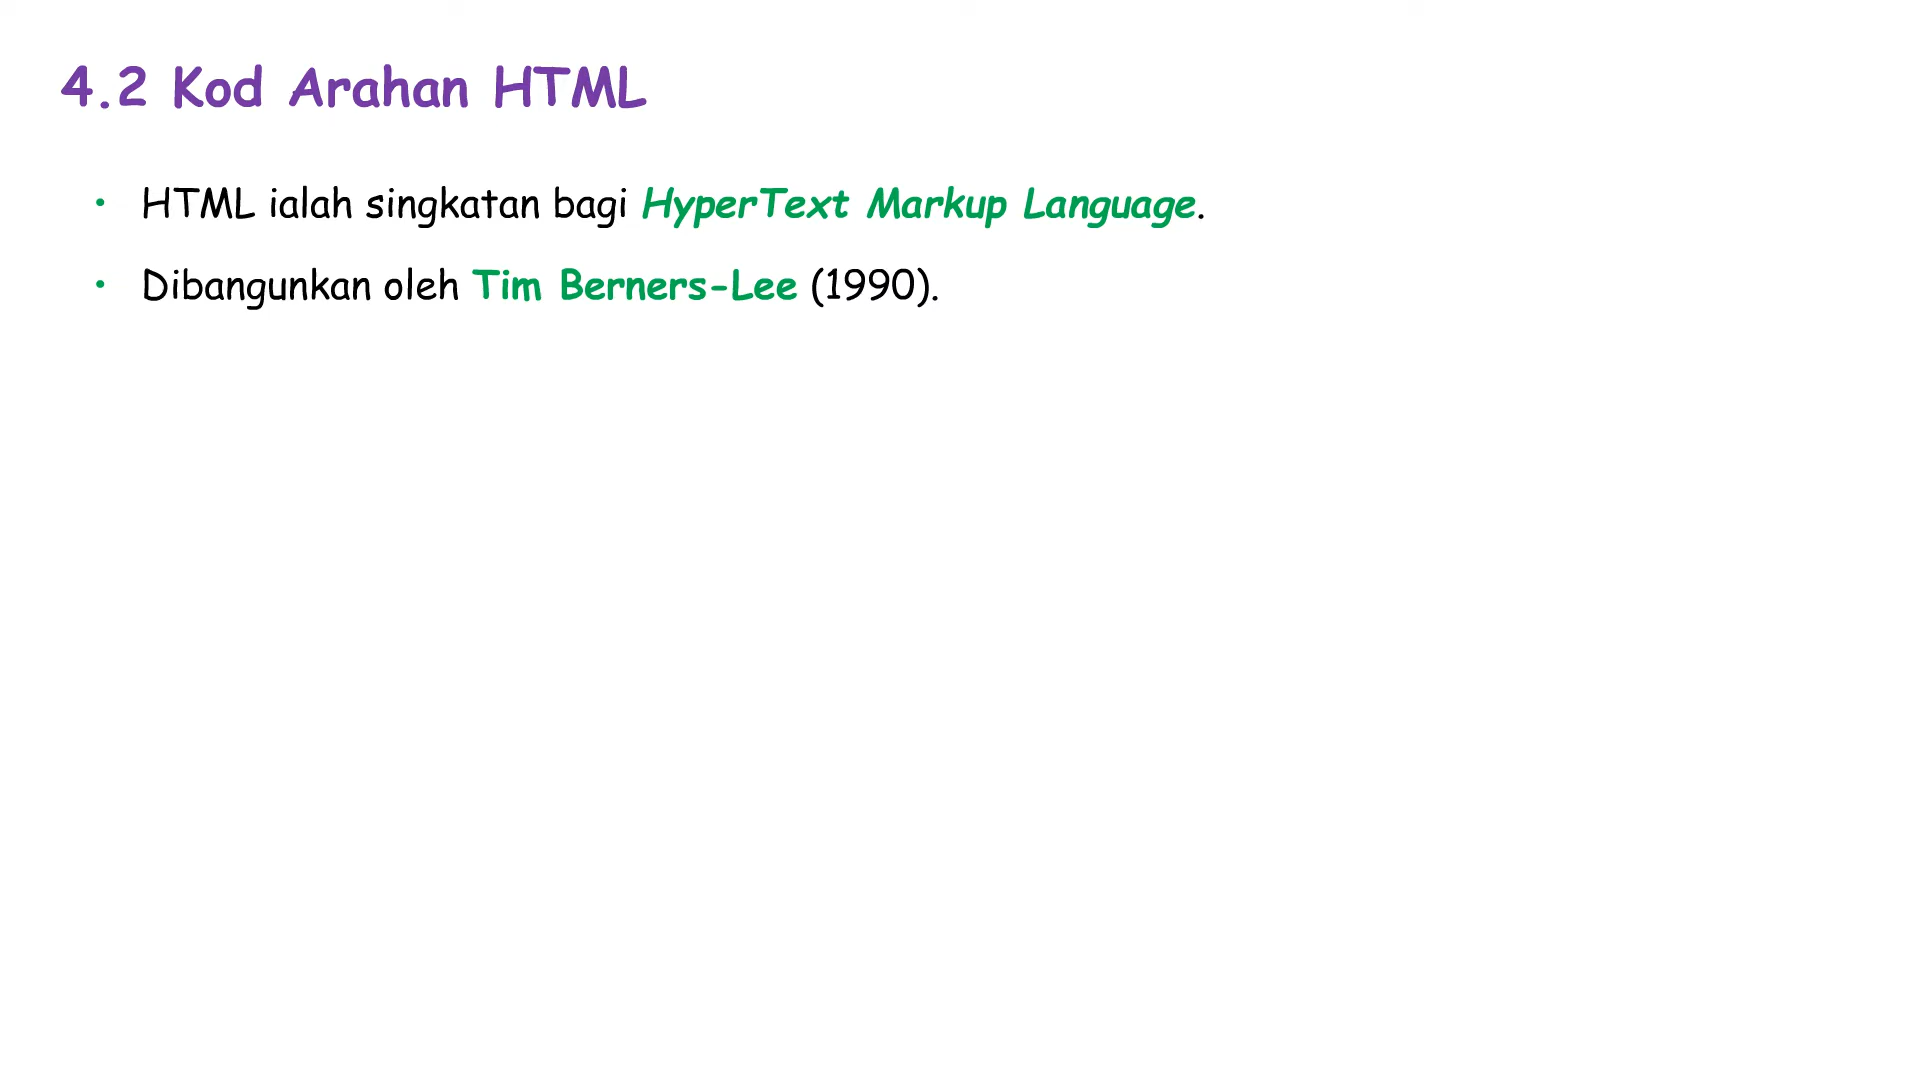 4.2 Kod Arahan HTML
• HTML ialah singkatan bagi HyperText Markup Language.
• Dibangunkan oleh Tim Berners-Lee (1990).